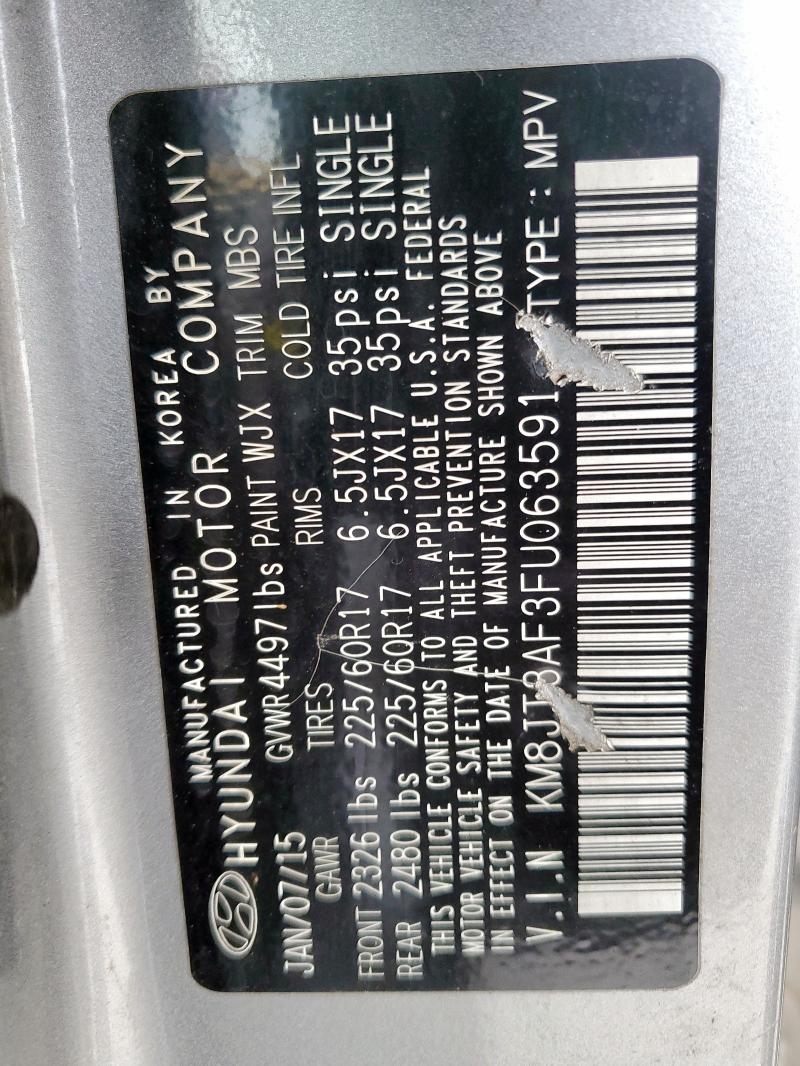 MANUFACTURED IN KOREA BY
HYUNDAI MOTOR COMPANY
JAN/07/15 GVWR 4497 lbs PAINT WJX TRIM MBS
GAWR TIRES RIMS COLD TIRE INFL
FRONT 2326 lbs 225/60R17 6.5JX17 35psi SINGLE
REAR 2480 lbs 225/60R17 6.5JX17 35psi SINGLE
THIS VEHICLE CONFORMS TO ALL APPLICABLE U.S.A. FEDERAL
MOTOR VEHICLE SAFETY AND THEFT PREVENTION STANDARDS
IN EFFECT ON THE DATE OF MANUFACTURE SHOWN ABOVE
V.I.N KM8JT3AF3FU063591 TYPE : MPV